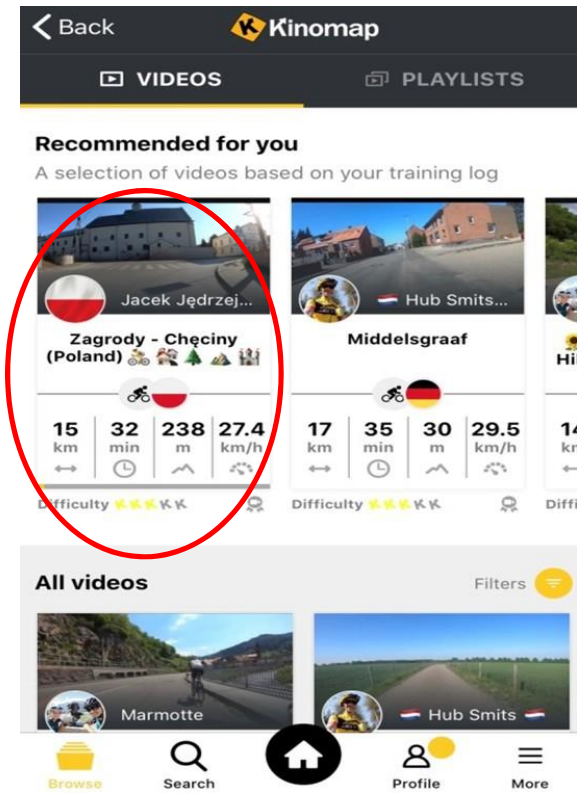 Back
Kinomap
VIDEOS
PLAYLISTS
Recommended for you
A selection of videos based on your training log
Jacek Jędrzej...
Zagrody - Chęciny
(Poland)
15 32 238 27.4
km min m km/h
Difficulty
Hub Smits...
Middelsgraaf
17 35 30 29.5
km min m km/h
Difficulty
All videos
Filters
Marmotte
Hub Smits
Browse
Search
Profile
More